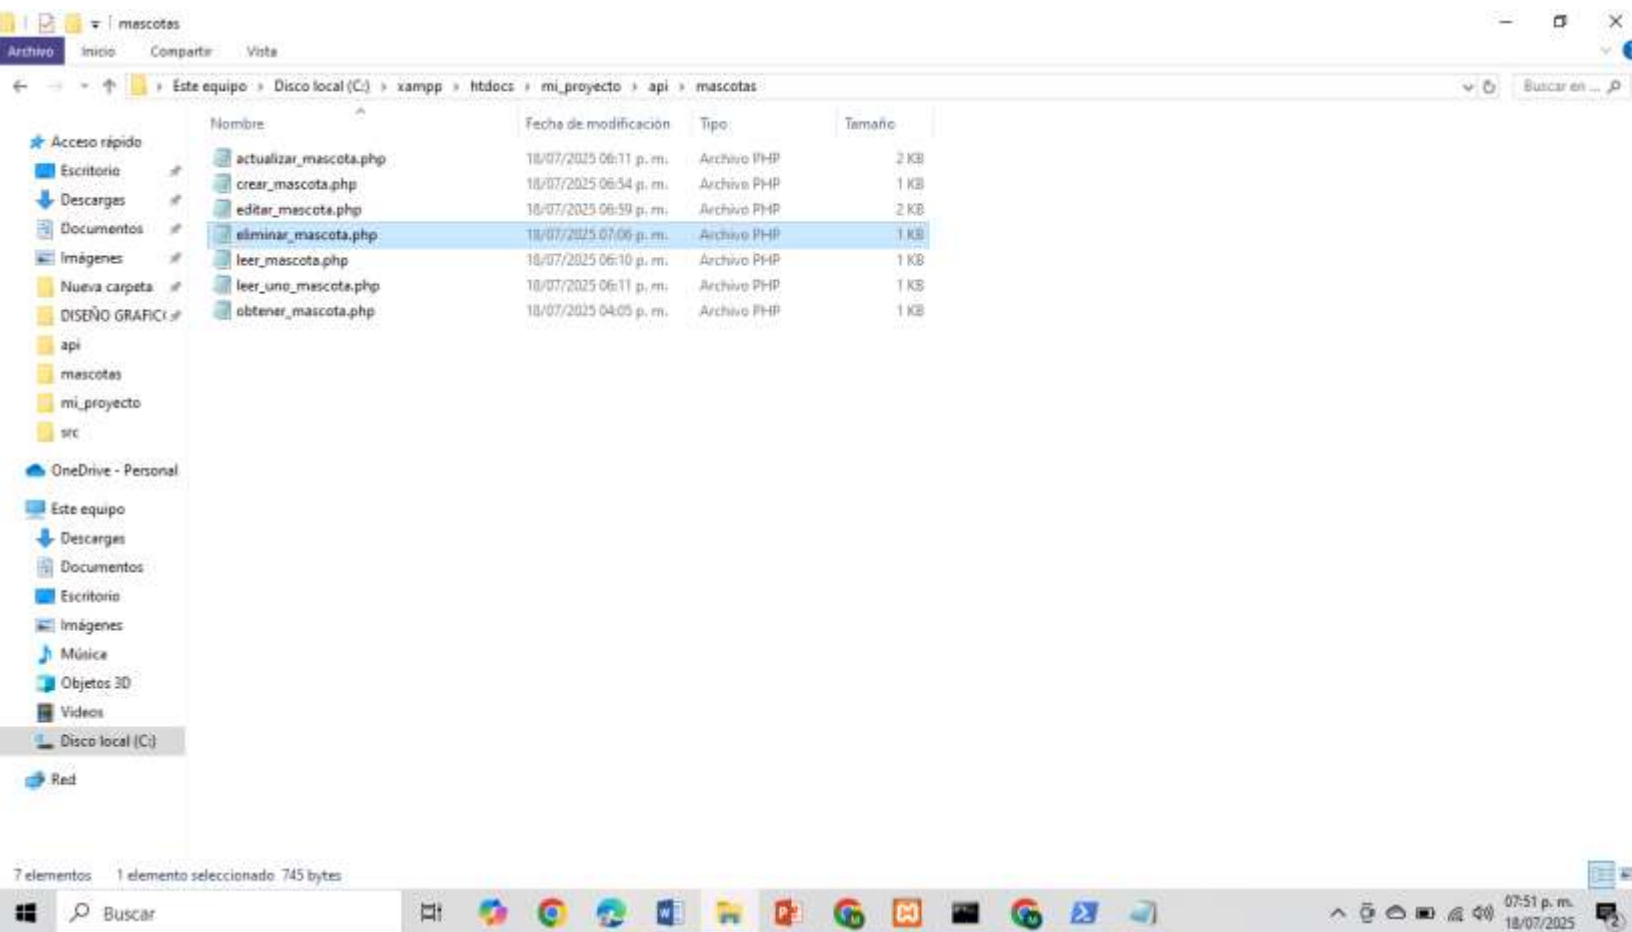 mascotas
Archivo Inicio Compartir Vista
Este equipo › Disco local (C:) › xampp › htdocs › mi_proyecto › api › mascotas
Buscar en ...
Nombre Fecha de modificación Tipo Tamaño
actualizar_mascota.php 18/07/2025 06:11 p. m. Archivo PHP 2 KB
crear_mascota.php 18/07/2025 06:54 p. m. Archivo PHP 1 KB
editar_mascota.php 18/07/2025 06:59 p. m. Archivo PHP 2 KB
eliminar_mascota.php 18/07/2025 07:06 p. m. Archivo PHP 1 KB
leer_mascota.php 18/07/2025 06:10 p. m. Archivo PHP 1 KB
leer_uno_mascota.php 18/07/2025 06:11 p. m. Archivo PHP 1 KB
obtener_mascota.php 18/07/2025 04:05 p. m. Archivo PHP 1 KB
Acceso rápido
Escritorio
Descargas
Documentos
Imágenes
Nueva carpeta
DISEÑO GRAFIC
api
mascotas
mi_proyecto
src
OneDrive - Personal
Este equipo
Descargas
Documentos
Escritorio
Imágenes
Música
Objetos 3D
Videos
Disco local (C:)
Red
7 elementos 1 elemento seleccionado 745 bytes
Buscar
07:51 p. m.
18/07/2025
2